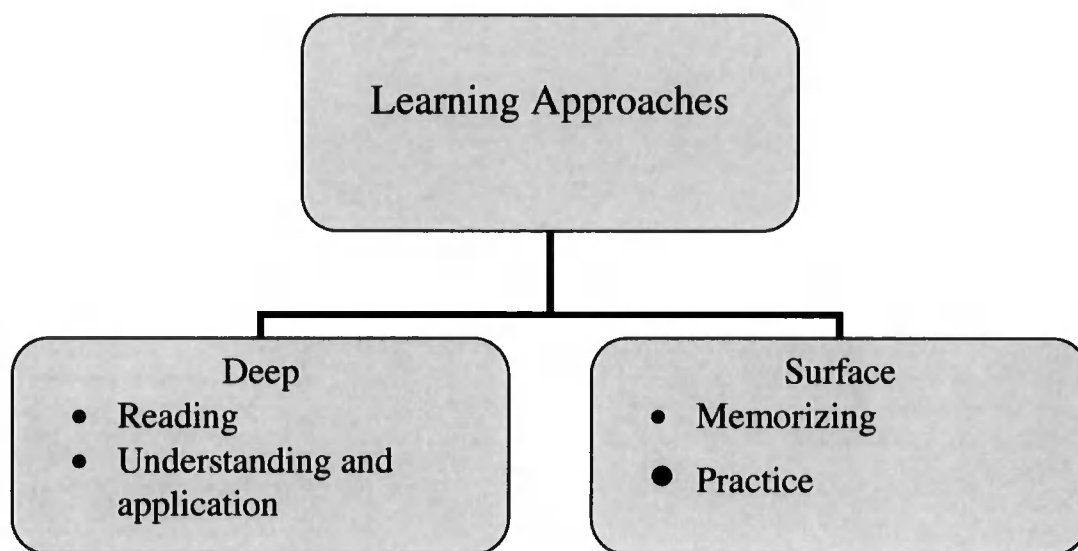 Learning Approaches
Deep
• Reading
• Understanding and
application
Surface
• Memorizing
• Practice